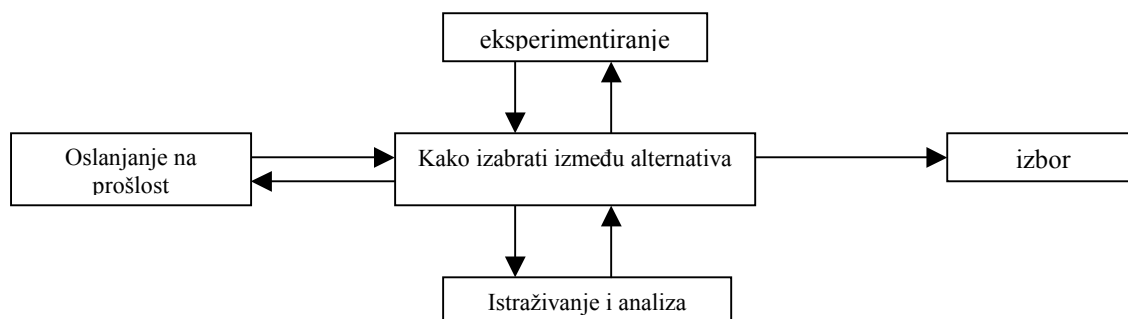 eksperimentiranje
Oslanjanje na
prošlost
Kako izabrati između alternativa
izbor
Istraživanje i analiza